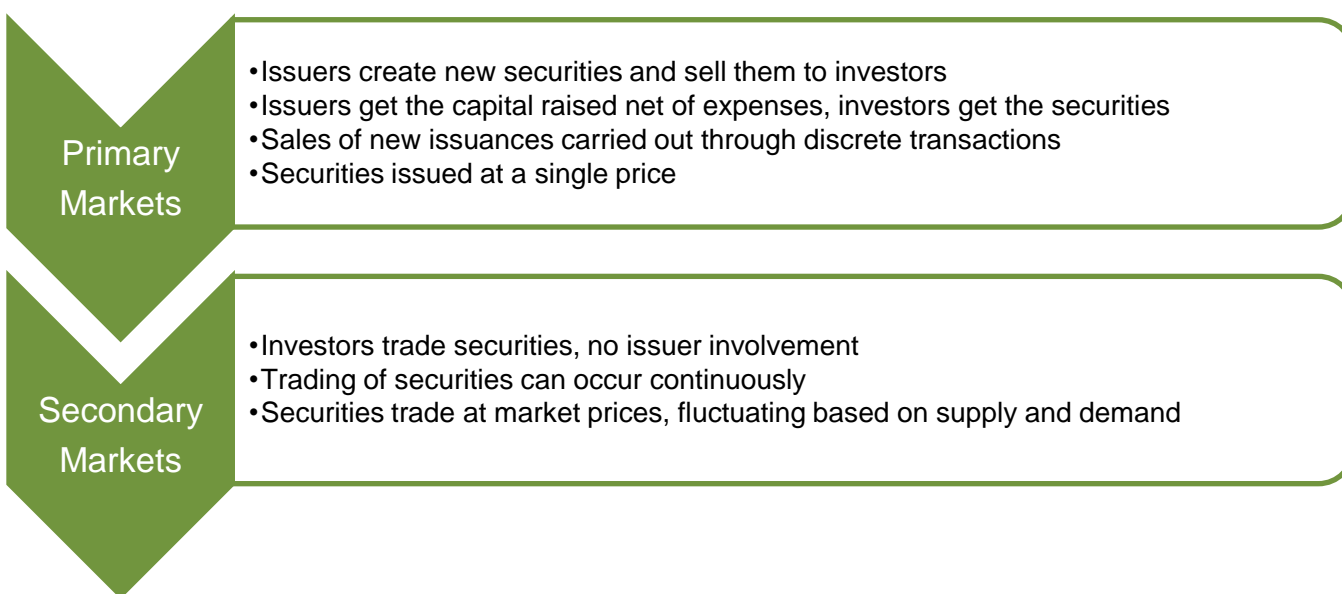 Primary
Markets
•Issuers create new securities and sell them to investors
•Issuers get the capital raised net of expenses, investors get the securities
•Sales of new issuances carried out through discrete transactions
•Securities issued at a single price
Secondary
Markets
•Investors trade securities, no issuer involvement
•Trading of securities can occur continuously
•Securities trade at market prices, fluctuating based on supply and demand